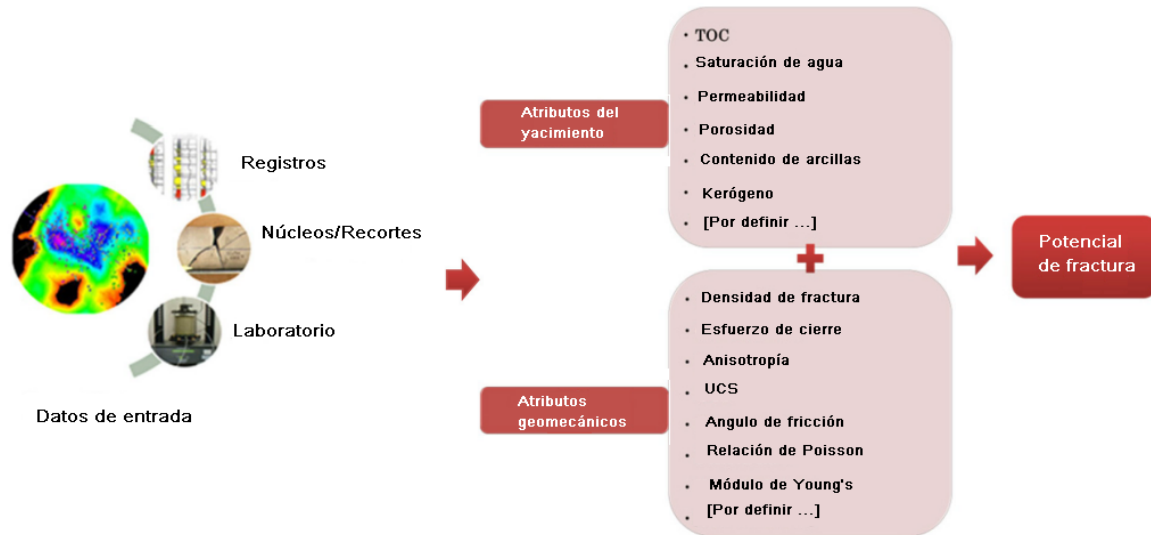 Registros
Núcleos/Recortes
Laboratorio
Datos de entrada
Atributos del
yacimiento
• TOC
• Saturación de agua
• Permeabilidad
• Porosidad
• Contenido de arcillas
• Kerógeno
• [Por definir ...]
Atributos
geomecánicos
• Densidad de fractura
• Esfuerzo de cierre
• Anisotropía
• UCS
• Angulo de fricción
• Relación de Poisson
• Módulo de Young's
• [Por definir ...]
Potencial
de fractura